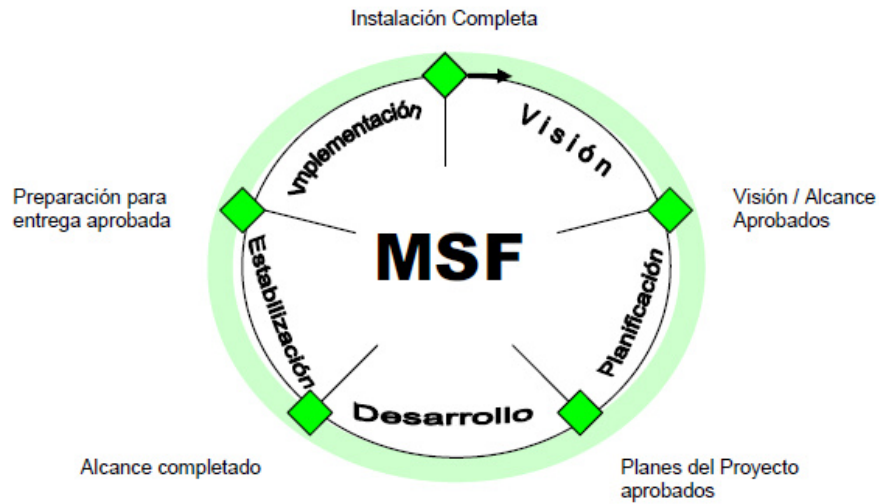 Instalación Completa
Visión
Vnplementación
Preparación para
entrega aprobada
Visión / Alcance
Aprobados
MSF
Planificación
Estabilización
Desarrollo
Alcance completado
Planes del Proyecto
aprobados